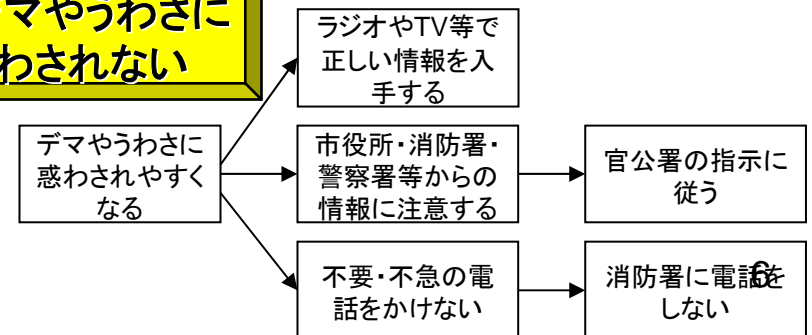 マやうわさに
わされない
ラジオやTV等で
正しい情報を入
手する
デマやうわさに
惑わされやすく
なる
市役所・消防署・
警察署等からの
情報に注意する
官公署の指示に
従う
不要・不急の電
話をかけない
消防署に電話を
しない
6